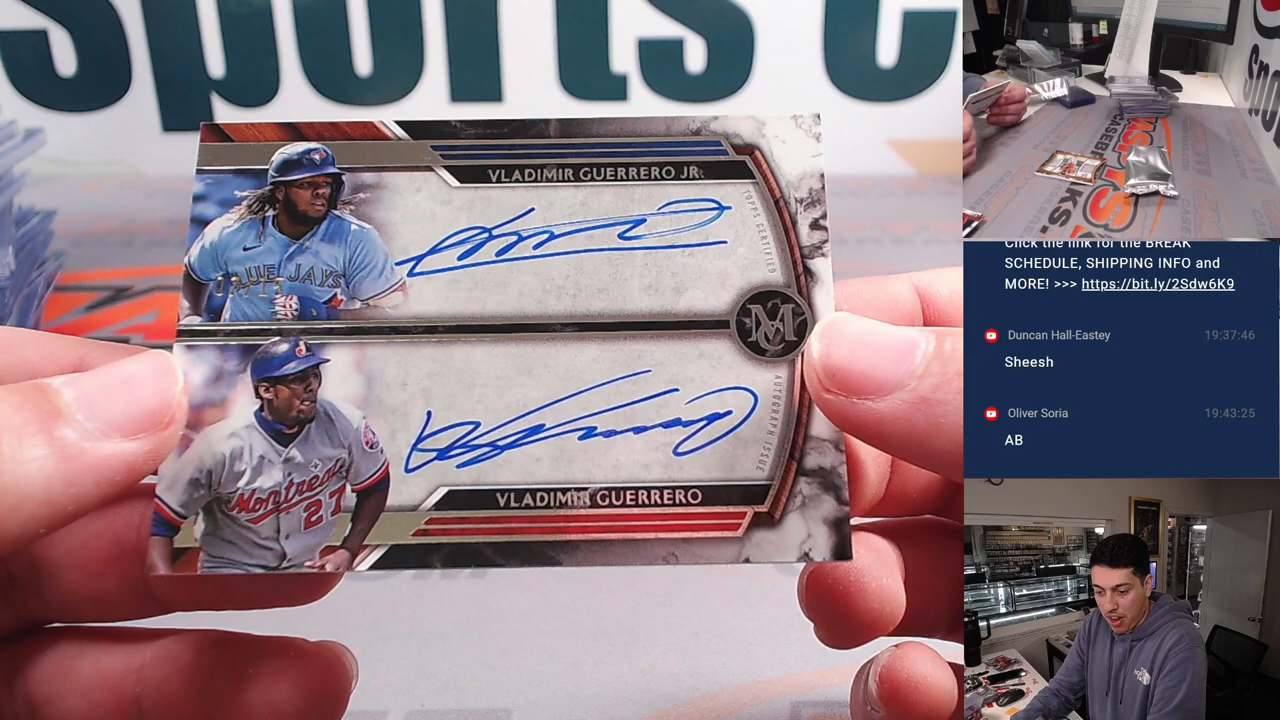 sports c
VLADIMIR GUERRERO JR.
TOPPS CERTIFIED
BLUE JAYS
MC
AUTOGRAPH ISSUE
Montreal
27
VLADIMIR GUERRERO
Click the link for the BREAK
SCHEDULE, SHIPPING INFO and
MORE! >>> https://bit.ly/2Sdw6K9
Duncan Hall-Eastey 19:37:46
Sheesh
Oliver Soria 19:43:25
AB